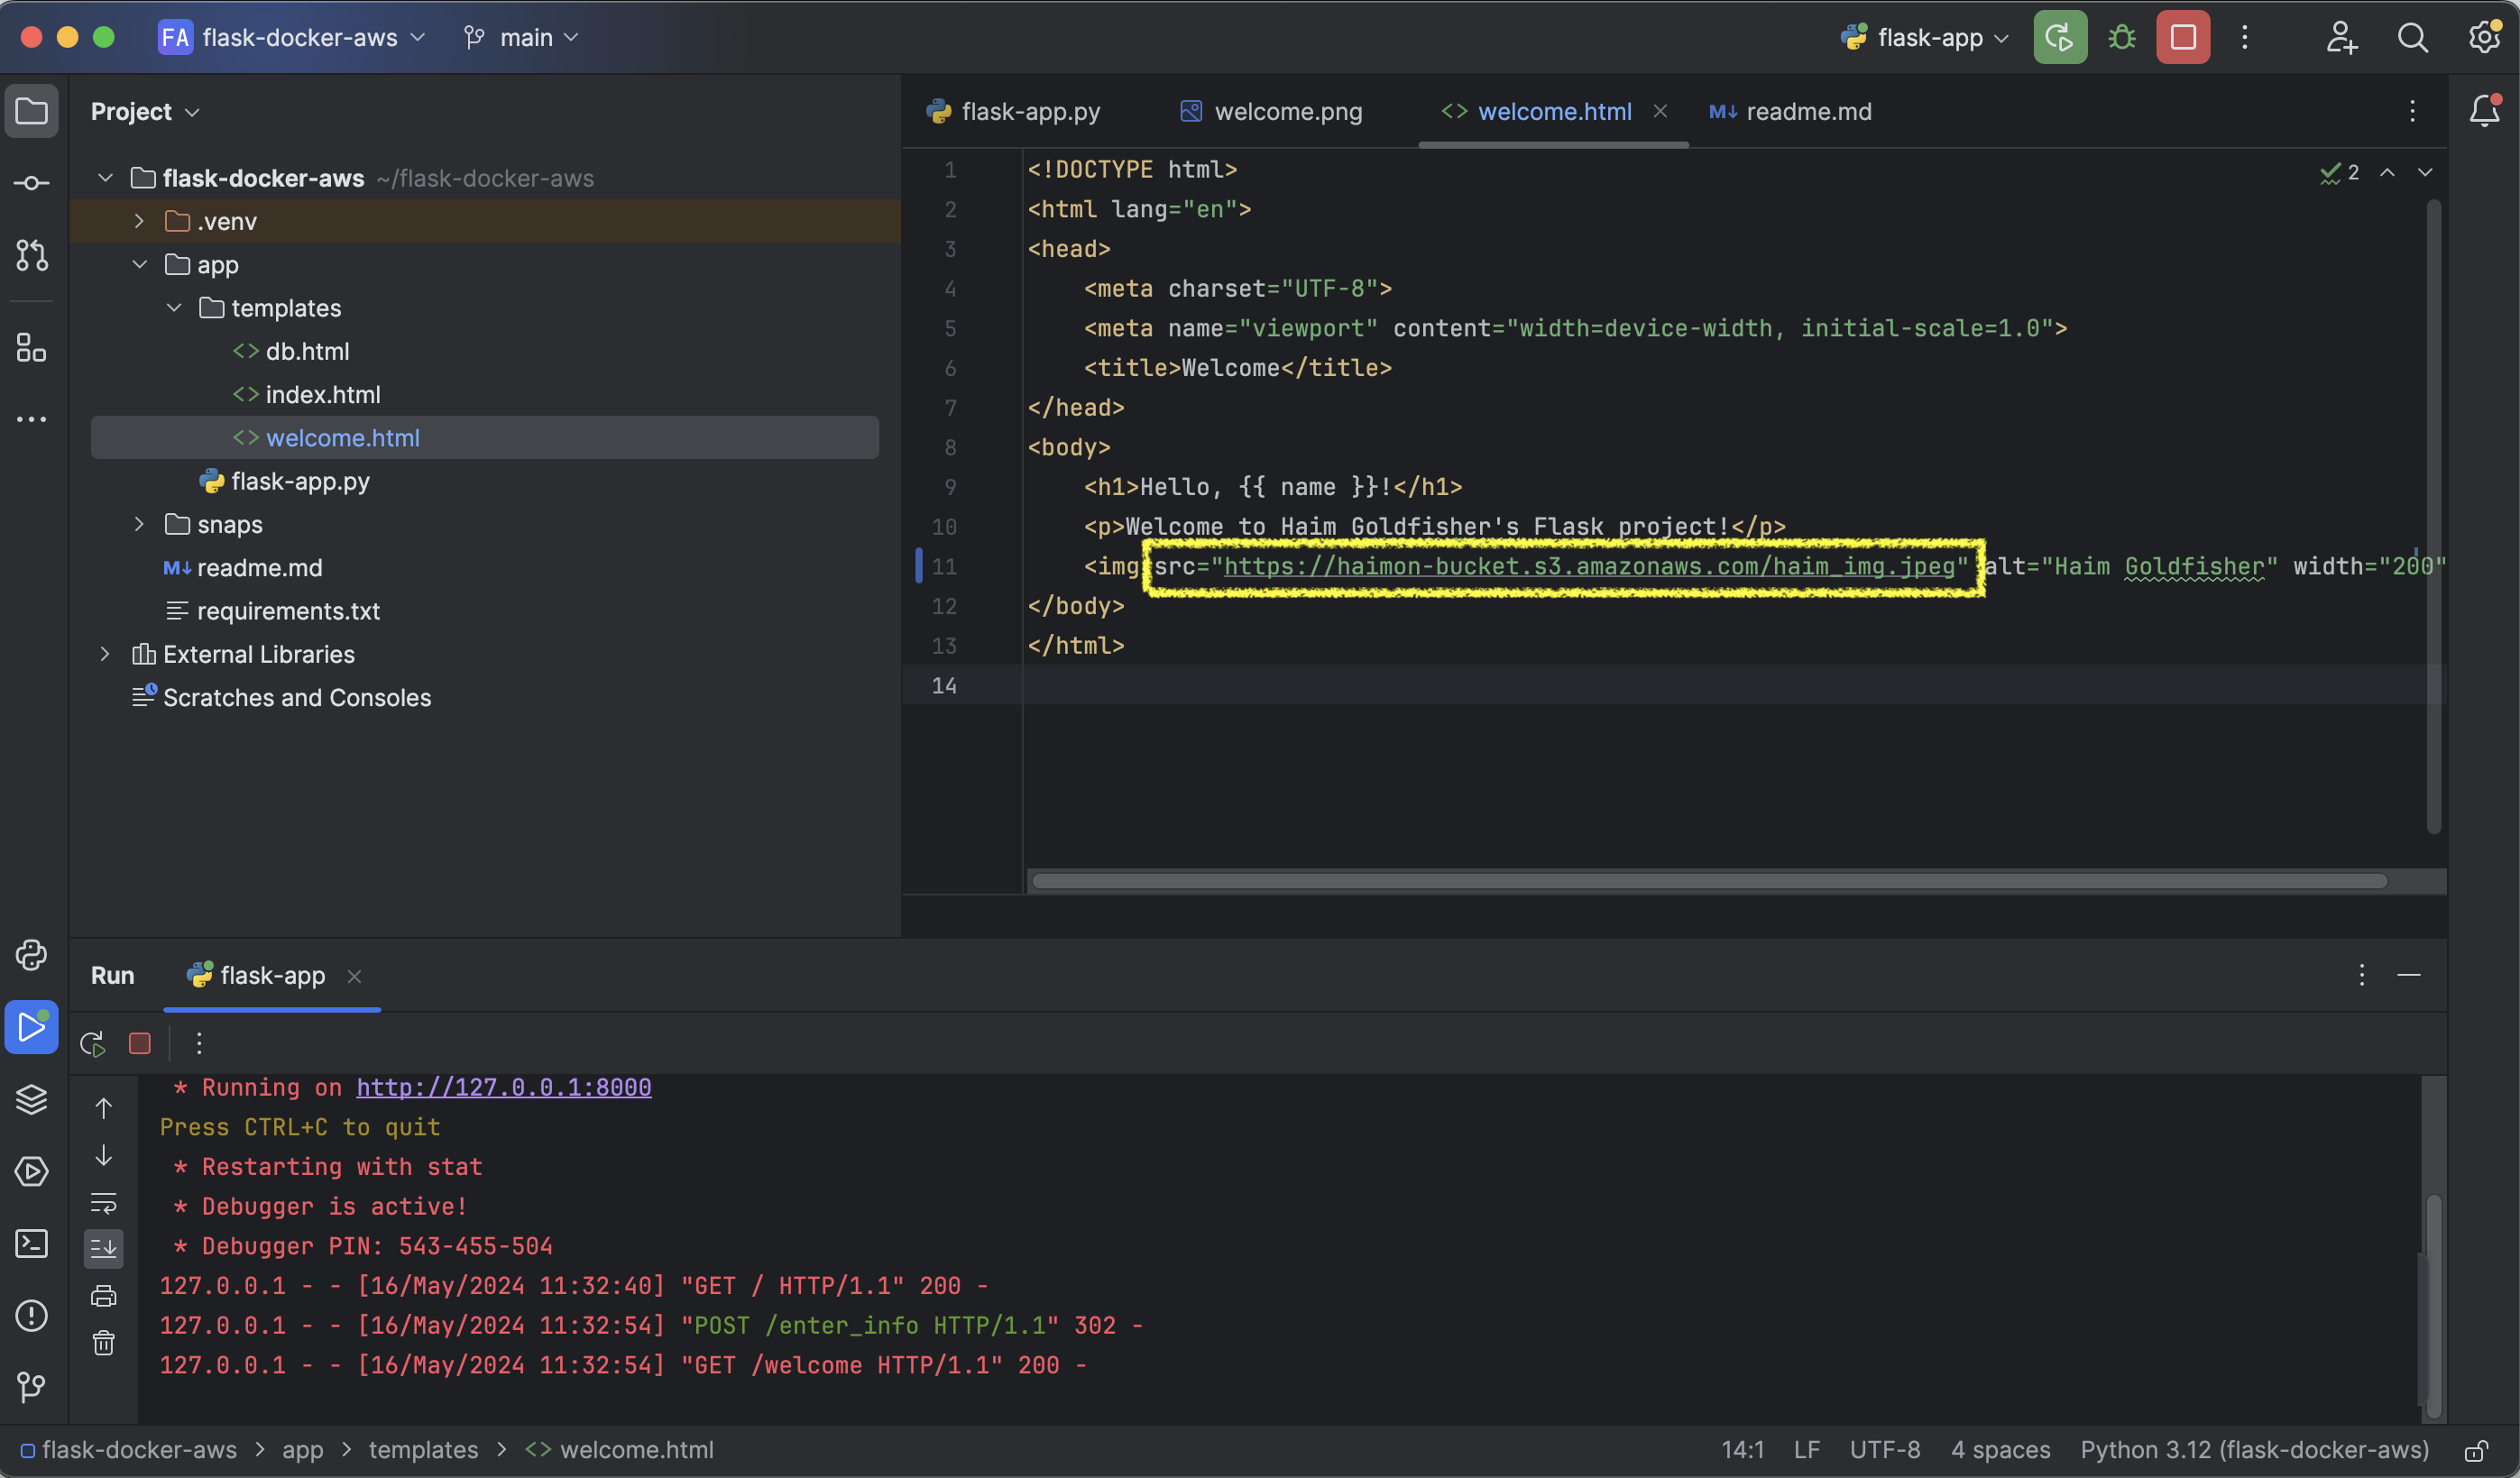 FA flask-docker-aws main flask-app
Project
flask-docker-aws ~/flask-docker-aws
.venv
app
templates
db.html
index.html
welcome.html
flask-app.py
snaps
M↓ readme.md
requirements.txt
External Libraries
Scratches and Consoles
flask-app.py welcome.png welcome.html M↓ readme.md
2
1 <!DOCTYPE html>
2 <html lang="en">
3 <head>
4 <meta charset="UTF-8">
5 <meta name="viewport" content="width=device-width, initial-scale=1.0">
6 <title>Welcome</title>
7 </head>
8 <body>
9 <h1>Hello, {{ name }}!</h1>
10 <p>Welcome to Haim Goldfisher's Flask project!</p>
11 <img src="https://haimon-bucket.s3.amazonaws.com/haim_img.jpeg" alt="Haim Goldfisher" width="200"
12 </body>
13 </html>
14
Run flask-app
* Running on http://127.0.0.1:8000
Press CTRL+C to quit
* Restarting with stat
* Debugger is active!
* Debugger PIN: 543-455-504
127.0.0.1 - - [16/May/2024 11:32:40] "GET / HTTP/1.1" 200 -
127.0.0.1 - - [16/May/2024 11:32:54] "POST /enter_info HTTP/1.1" 302 -
127.0.0.1 - - [16/May/2024 11:32:54] "GET /welcome HTTP/1.1" 200 -
flask-docker-aws > app > templates > <> welcome.html 14:1 LF UTF-8 4 spaces Python 3.12 (flask-docker-aws)